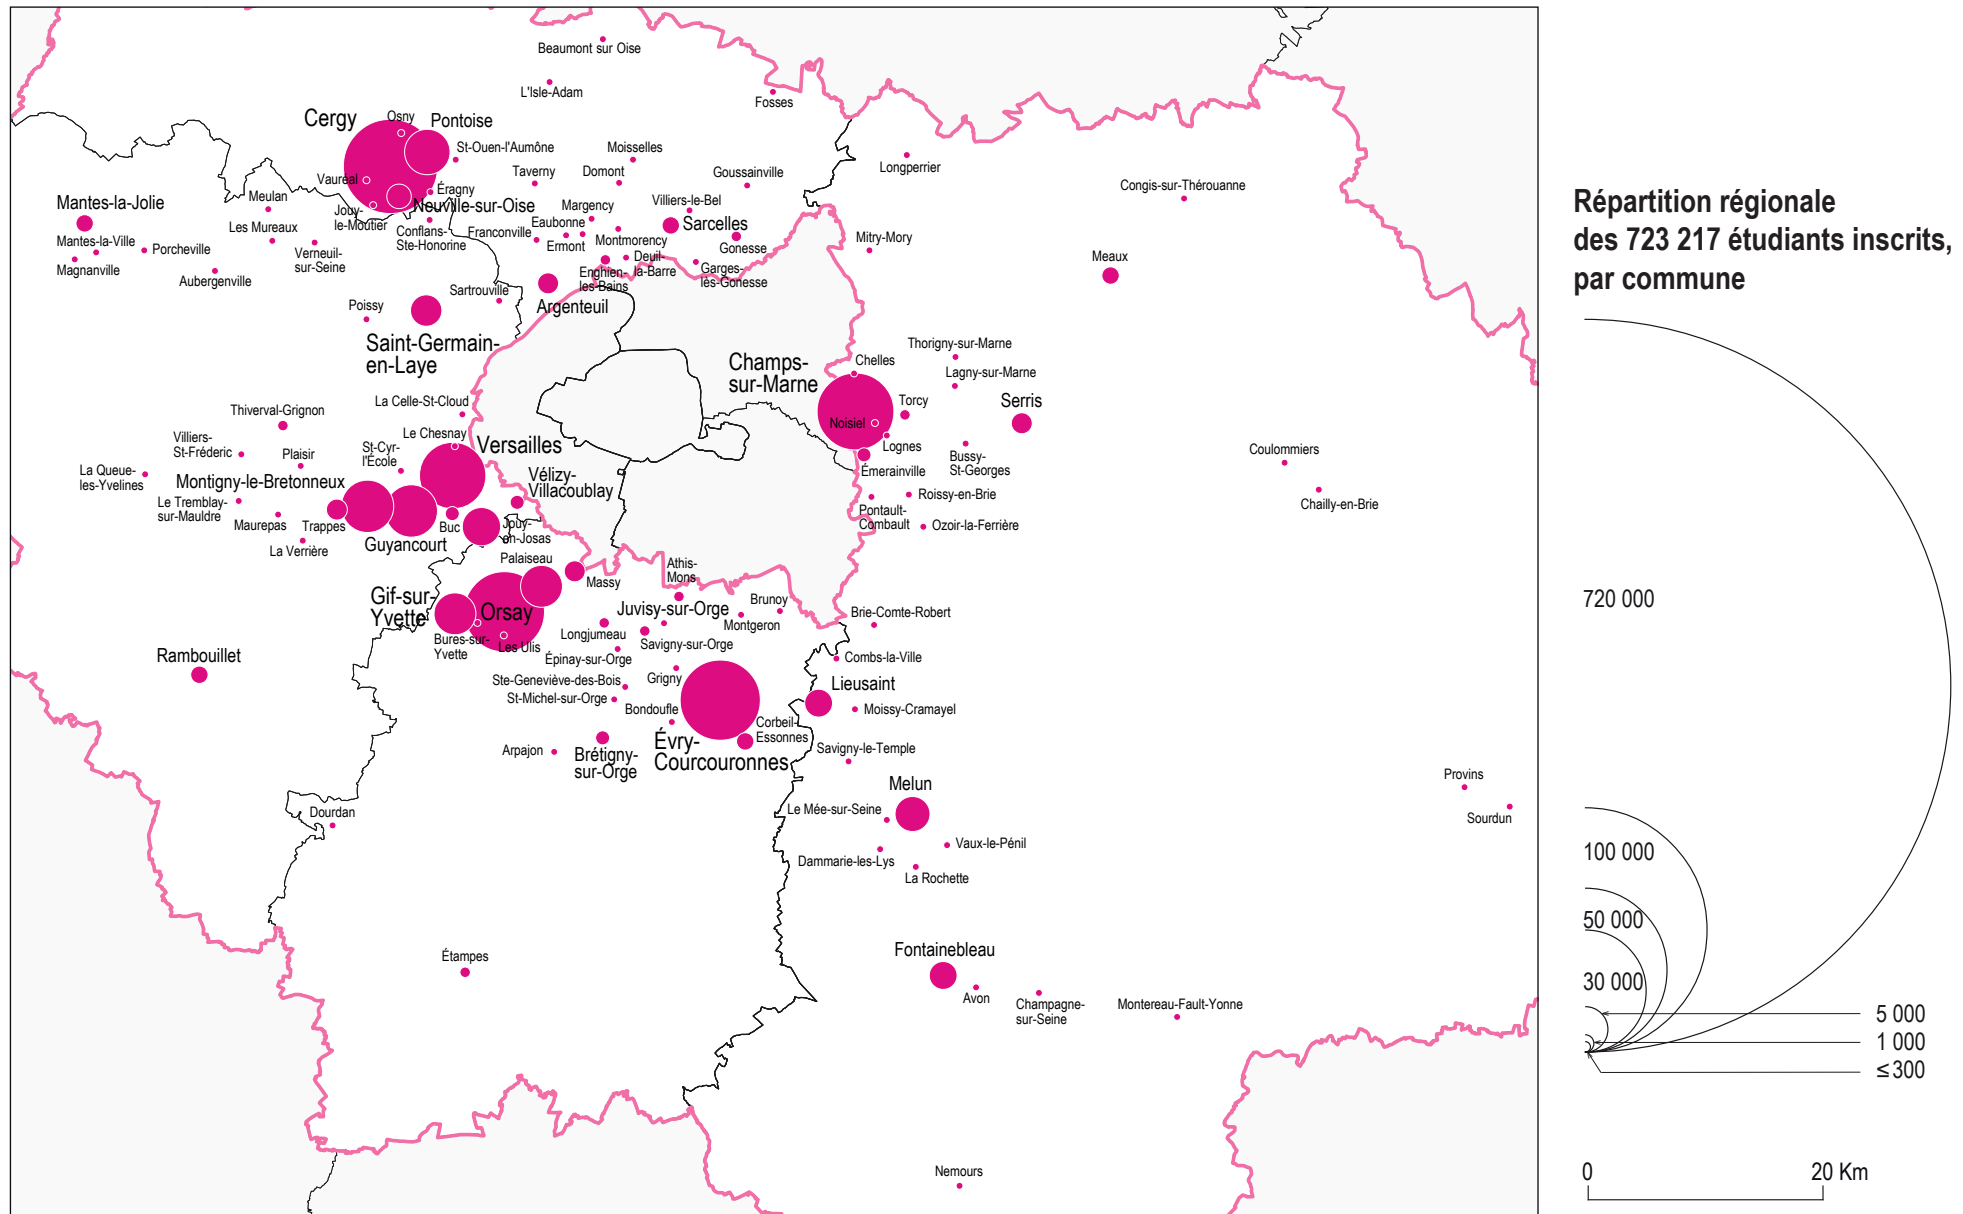 Beaumont sur Oise
L'Isle-Adam
Fosses
Cergy
Osny
Pontoise
St-Ouen-l'Aumône
Moisselles
Longperrier
Taverny
Domont
Goussainville
Congis-sur-Thérouanne
Vauréal
Éragny
Meulan
Mantes-la-Jolie
Jouy-
le-Moutier
Neuville-sur-Oise
Margency
Villiers-le-Bel
Les Mureaux
Conflans-
Ste-Honorine
Franconville
Eaubonne
Ermont
Montmorency
Sarcelles
Gonesse
Mitry-Mory
Mantes-la-Ville
Magnanville
Porcheville
Verneuil-
sur-Seine
Aubergenville
Enghien-
les-Bains
Deuil-
la-Barre
Garges-
lès-Gonesse
Meaux
Sartrouville
Poissy
Argenteuil
Saint-Germain-
en-Laye
Champs-
sur-Marne
Chelles
Thorigny-sur-Marne
Lagny-sur-Marne
Torcy
Serris
Noisiel
Lognes
Émerainville
Bussy-
St-Georges
Coulommiers
Chailly-en-Brie
Roissy-en-Brie
Pontault-
Combault
Ozoir-la-Ferrière
La Celle-St-Cloud
Thiverval-Grignon
Le Chesnay
Versailles
Villiers-
St-Fréderic
Plaisir
St-Cyr-
l'École
La Queue-
les-Yvelines
Montigny-le-Bretonneux
Vélizy-
Villacoublay
Le Tremblay-
sur-Mauldre
Maurepas
Trappes
Buc
Jouy-
en-Josas
La Verrière
Guyancourt
Palaiseau
Massy
Athis-
Mons
Gif-sur-
Yvette
Orsay
Juvisy-sur-Orge
Brunoy
Montgeron
Brie-Comte-Robert
Bures-sur-
Yvette
Les Ulis
Longjumeau
Savigny-sur-Orge
Épinay-sur-Orge
Rambouillet
Combs-la-Ville
Ste-Geneviève-des-Bois
St-Michel-sur-Orge
Grigny
Lieusaint
Moissy-Cramayel
Bondoufle
Corbeil-
Essonnes
Arpajon
Brétigny-
sur-Orge
Évry-
Courcouronnes
Savigny-le-Temple
Melun
Le Mée-sur-Seine
Provins
Sourdun
Dourdan
Vaux-le-Pénil
Dammarie-les-Lys
La Rochette
Étampes
Fontainebleau
Avon
Champagne-
sur-Seine
Montereau-Fault-Yonne
Nemours
Répartition régionale
des 723 217 étudiants inscrits,
par commune
720 000
100 000
50 000
30 000
5 000
1 000
≤ 300
0 20 Km